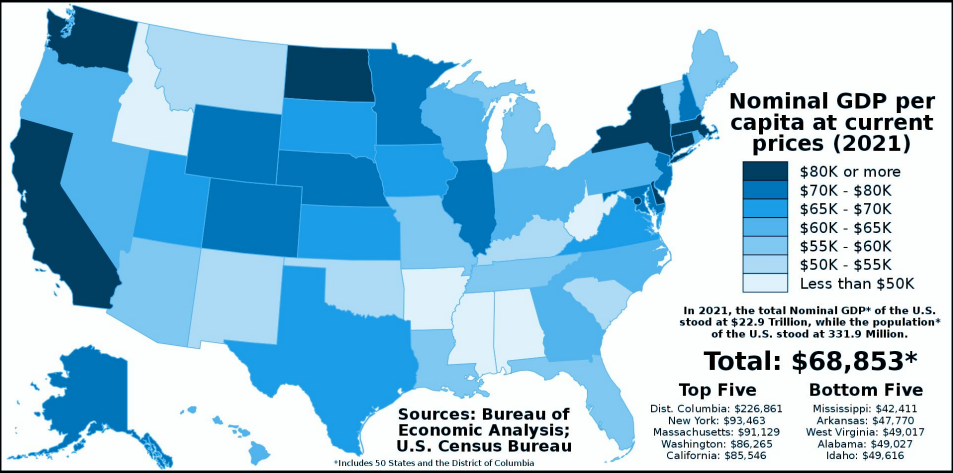 Nominal GDP per
capita at current
prices (2021)
$80K or more
$70K - $80K
$65K - $70K
$60K - $65K
$55K - $60K
$50K - $55K
Less than $50K
In 2021, the total Nominal GDP* of the U.S.
stood at $22.9 Trillion, while the population*
of the U.S. stood at 331.9 Million.
Total: $68,853*
Top Five
Dist. Columbia: $226,861
New York: $93,463
Massachusetts: $91,129
Washington: $86,265
California: $85,546
Bottom Five
Mississippi: $42,411
Arkansas: $47,770
West Virginia: $49,017
Alabama: $49,027
Idaho: $49,616
Sources: Bureau of
Economic Analysis;
U.S. Census Bureau
*Includes 50 States and the District of Columbia